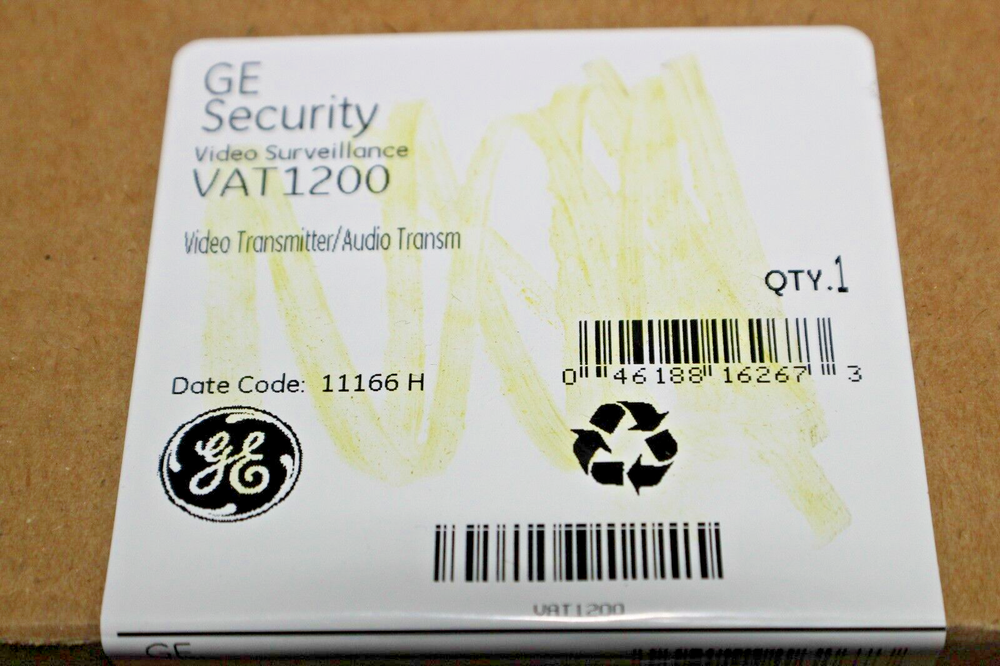 GE
Security
Video Surveillance
VAT1200
Video Transmitter/Audio Transm
QTY.1
0 46188 16267 3
Date Code: 11166 H
GE
VAT1200
GE